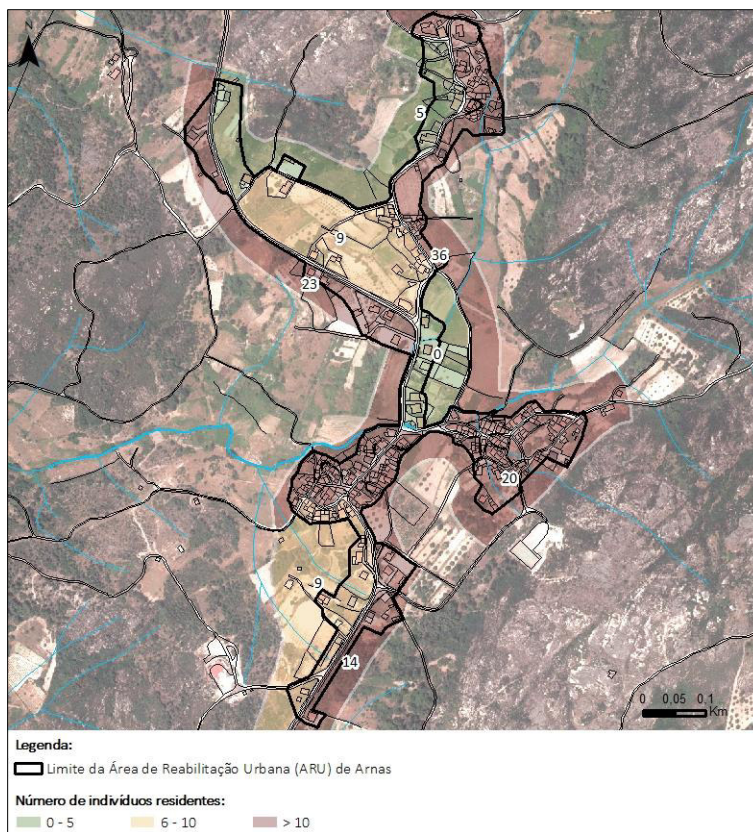 N
5
9
36
23
0
20
9
14
0 0,05 0.1
Km
Legenda:
Limite da Área de Reabilitação Urbana (ARU) de Arnas
Número de indivíduos residentes:
0 - 5 6 - 10 > 10